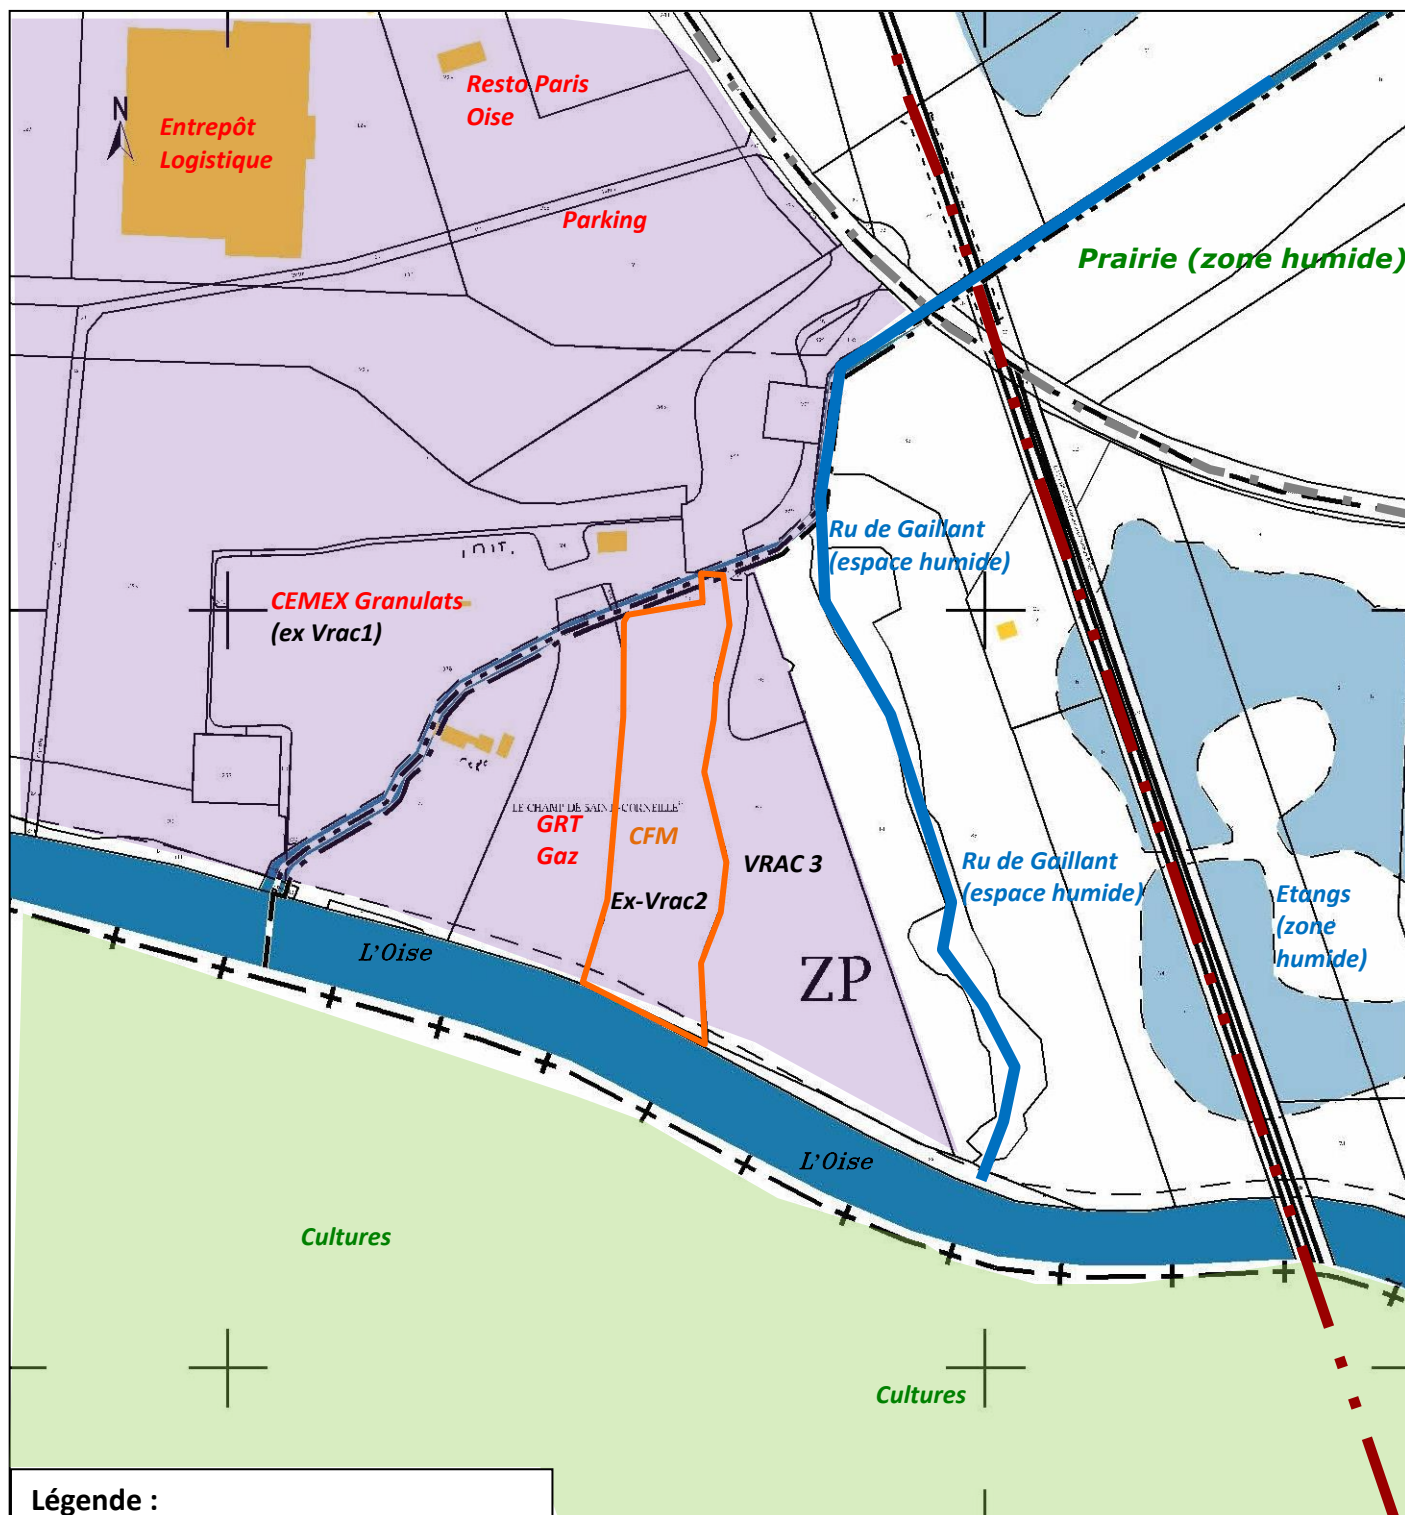 Resto Paris
Oise
N
Entrepôt
Logistique
Parking
Prairie (zone humide)
Ru de Gaillant
(espace humide)
CEMEX Granulats
(ex Vrac1)
LE CHAMP DE SAINT-CORNEILLE
GRT
Gaz
CFM
VRAC 3
Ex-Vrac2
Ru de Gaillant
(espace humide)
Etangs
(zone
humide)
L'Oise
ZP
L'Oise
Cultures
Cultures
Légende :